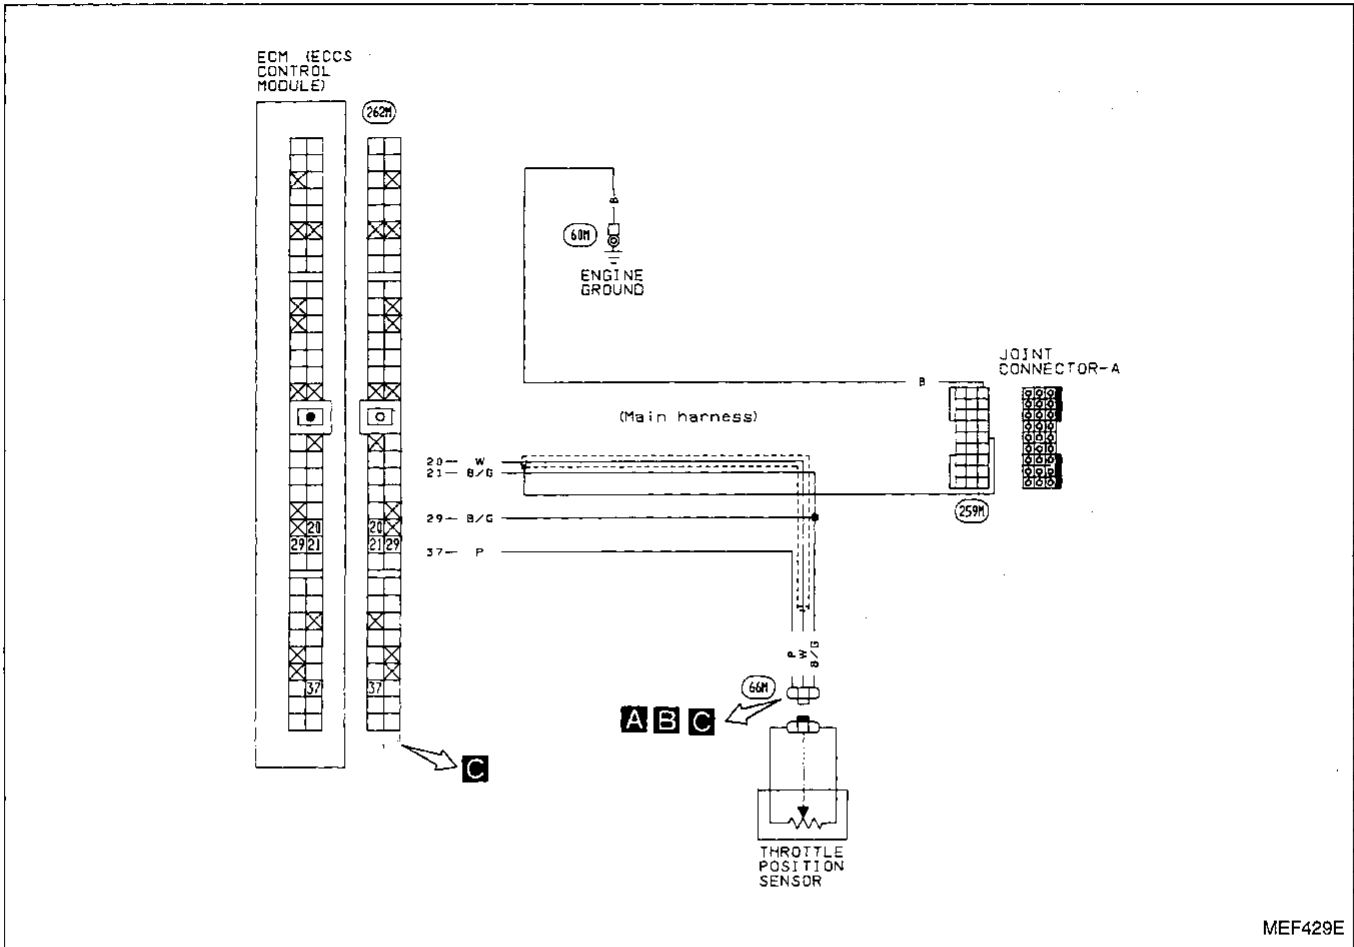 ECM (ECCS
CONTROL
MODULE)
262M
B
60M
ENGINE
GROUND
JOINT
CONNECTOR-A
B
(Main harness)
20 W
21 B/G
259M
29 B/G
37 P
20
29 21
37
20
21 29
37
P W B/G
66M
A B C
C
THROTTLE
POSITION
SENSOR
MEF429E